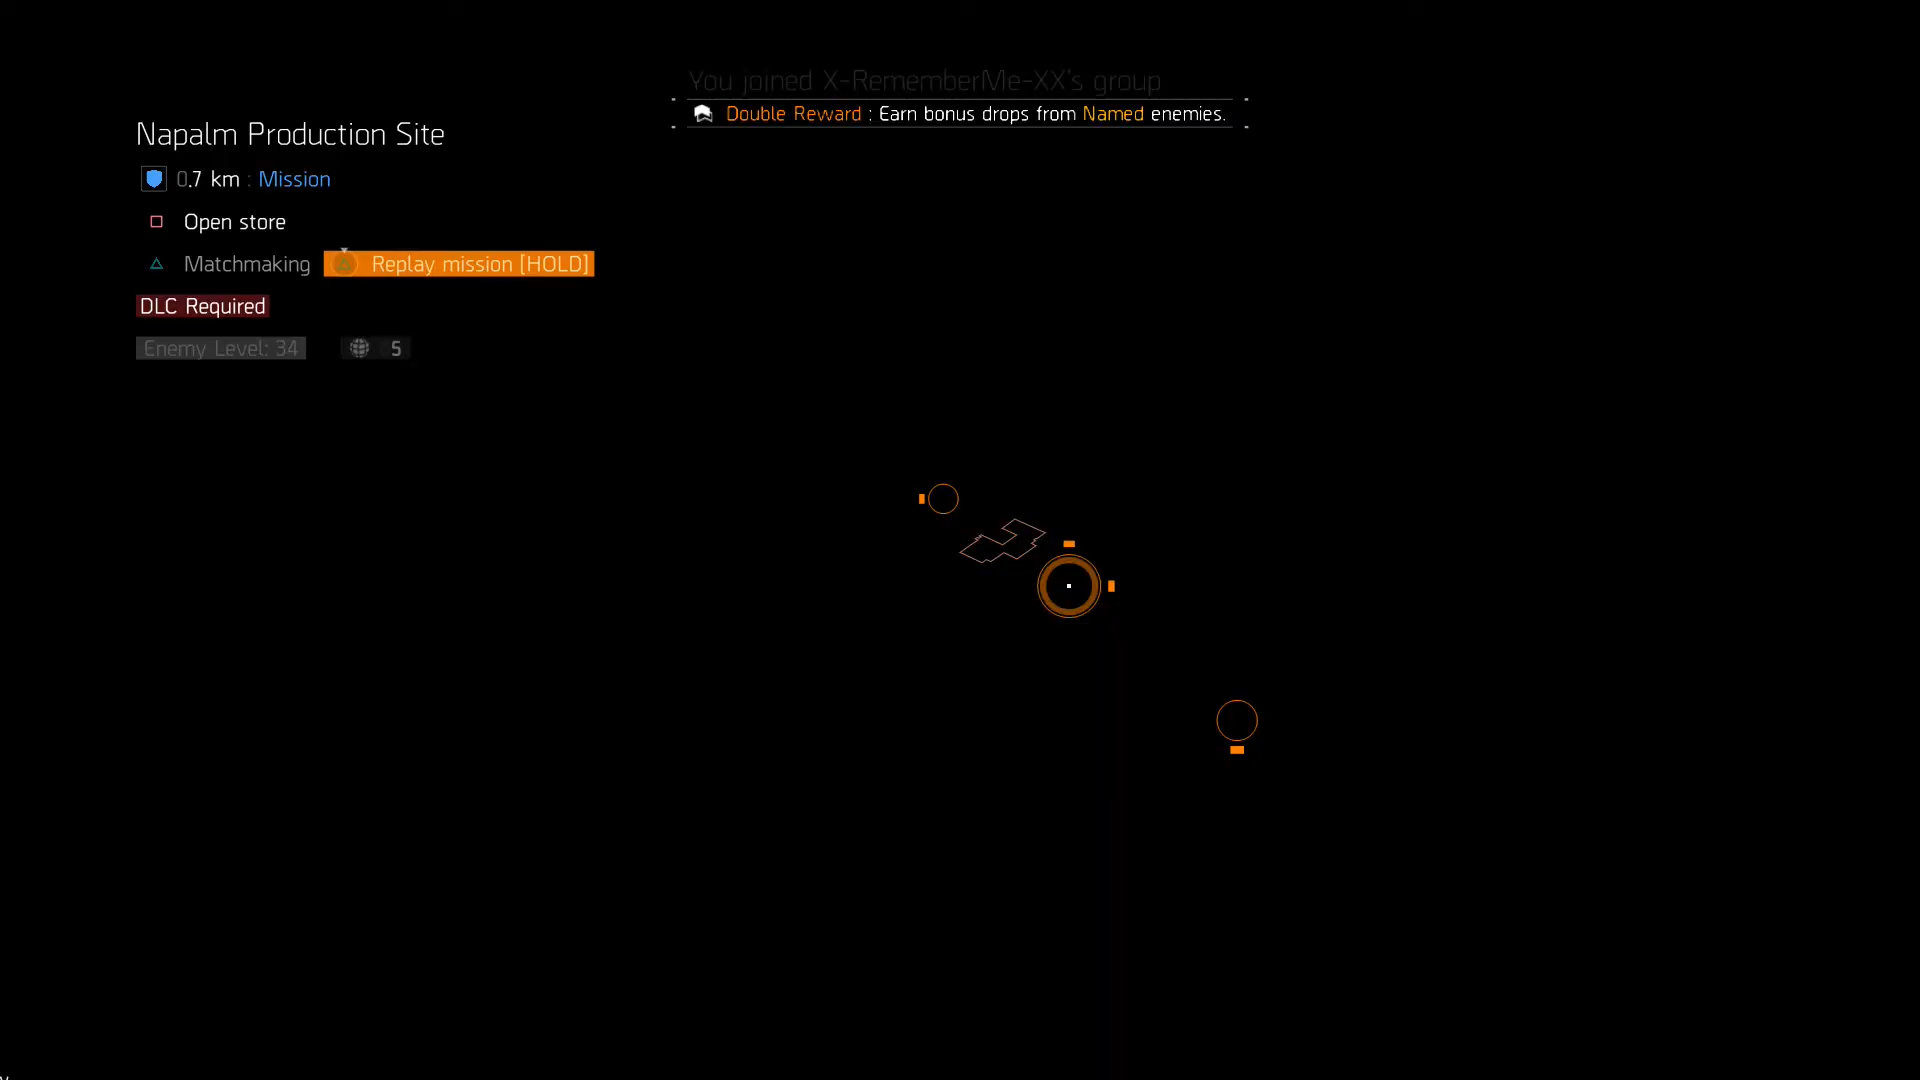 You joined X-RememberMe-XX's group
Double Reward : Earn bonus drops from Named enemies.
Napalm Production Site
0.7 km : Mission
Open store
Matchmaking Replay mission [HOLD]
DLC Required
Enemy Level: 34 5